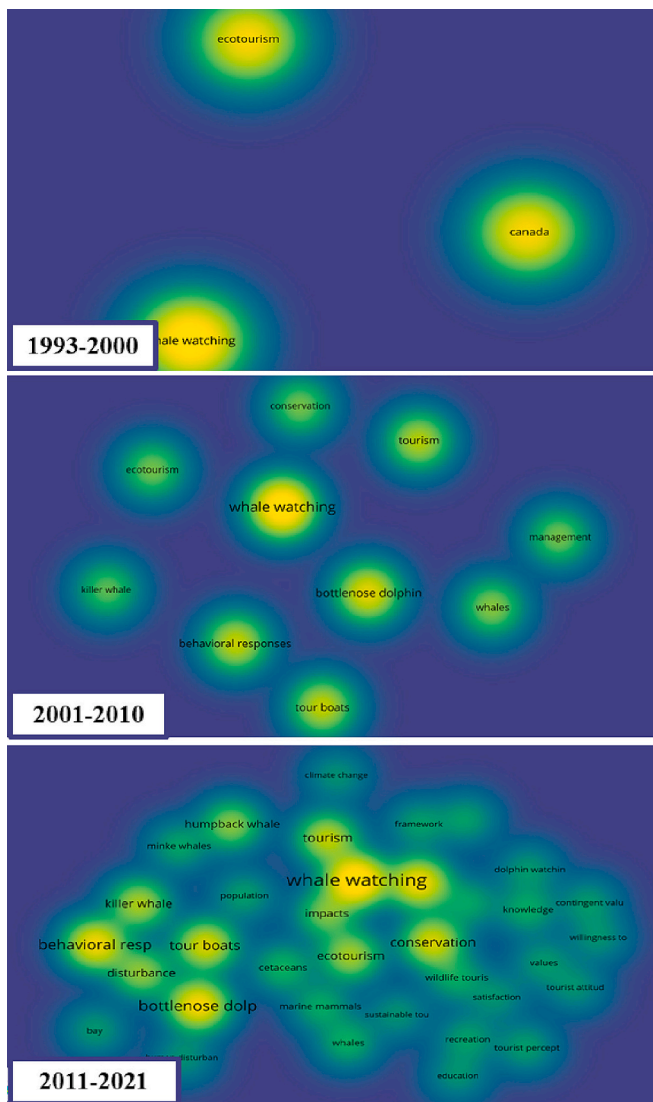 ecotourism
canada
hale watching
1993-2000
conservation
tourism
ecotourism
whale watching
management
killer whale
bottlenose dolphin
whales
behavioral responses
tour boats
2001-2010
climate change
humpback whale
framework
tourism
minke whales
dolphin watchin
whale watching
population
killer whale
contingent valu
impacts
knowledge
behavioral resp
tour boats
conservation
willingness to
ecotourism
cetaceans
values
disturbance
wildlife touris
tourist attitud
satisfaction
bottlenose dolp
marine mammals
sustainable tou
bay
whales
recreation
tourist percept
disturban
education
2011-2021